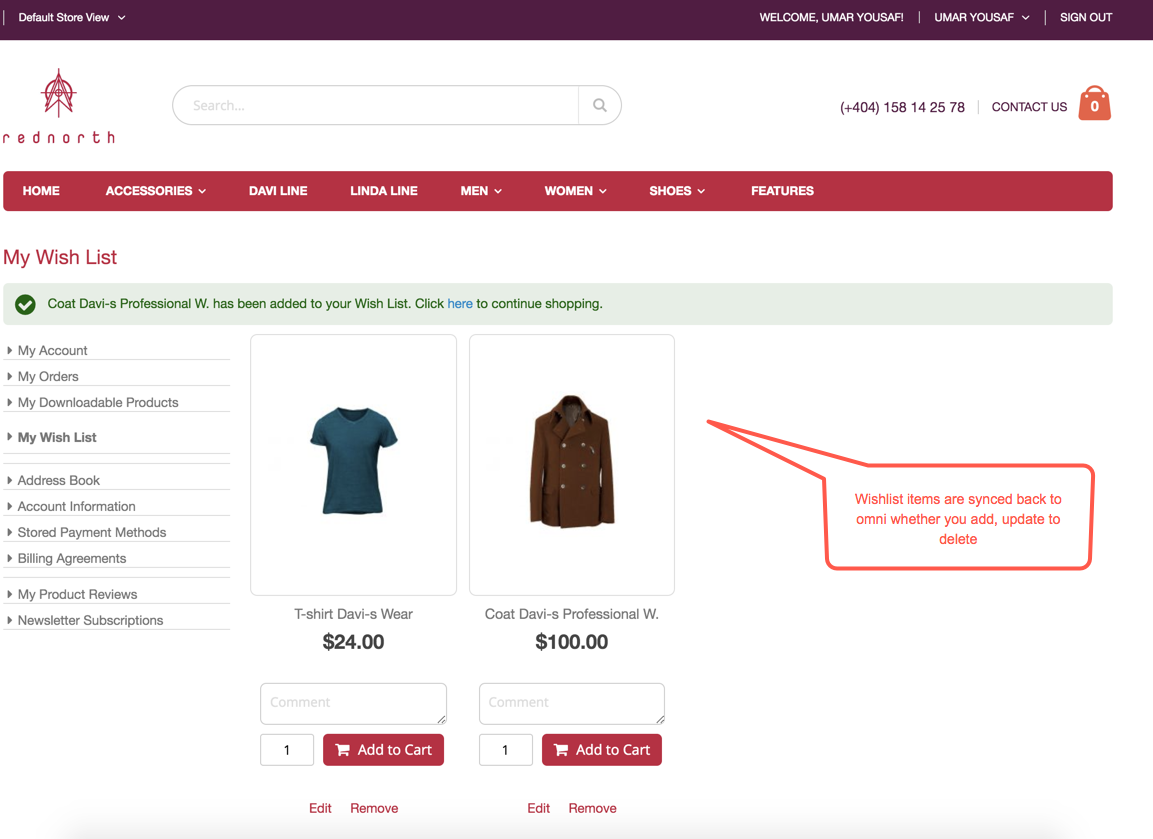 Default Store View
WELCOME, UMAR YOUSAF!
UMAR YOUSAF
SIGN OUT
rednorth
Search...
(+404) 158 14 25 78
CONTACT US
0
HOME
ACCESSORIES
DAVI LINE
LINDA LINE
MEN
WOMEN
SHOES
FEATURES
My Wish List
Coat Davi-s Professional W. has been added to your Wish List. Click here to continue shopping.
My Account
My Orders
My Downloadable Products
My Wish List
Address Book
Account Information
Stored Payment Methods
Billing Agreements
My Product Reviews
Newsletter Subscriptions
T-shirt Davi-s Wear
$24.00
Comment
1
Add to Cart
Edit
Remove
Coat Davi-s Professional W.
$100.00
Comment
1
Add to Cart
Edit
Remove
Wishlist items are synced back to
omni whether you add, update to
delete